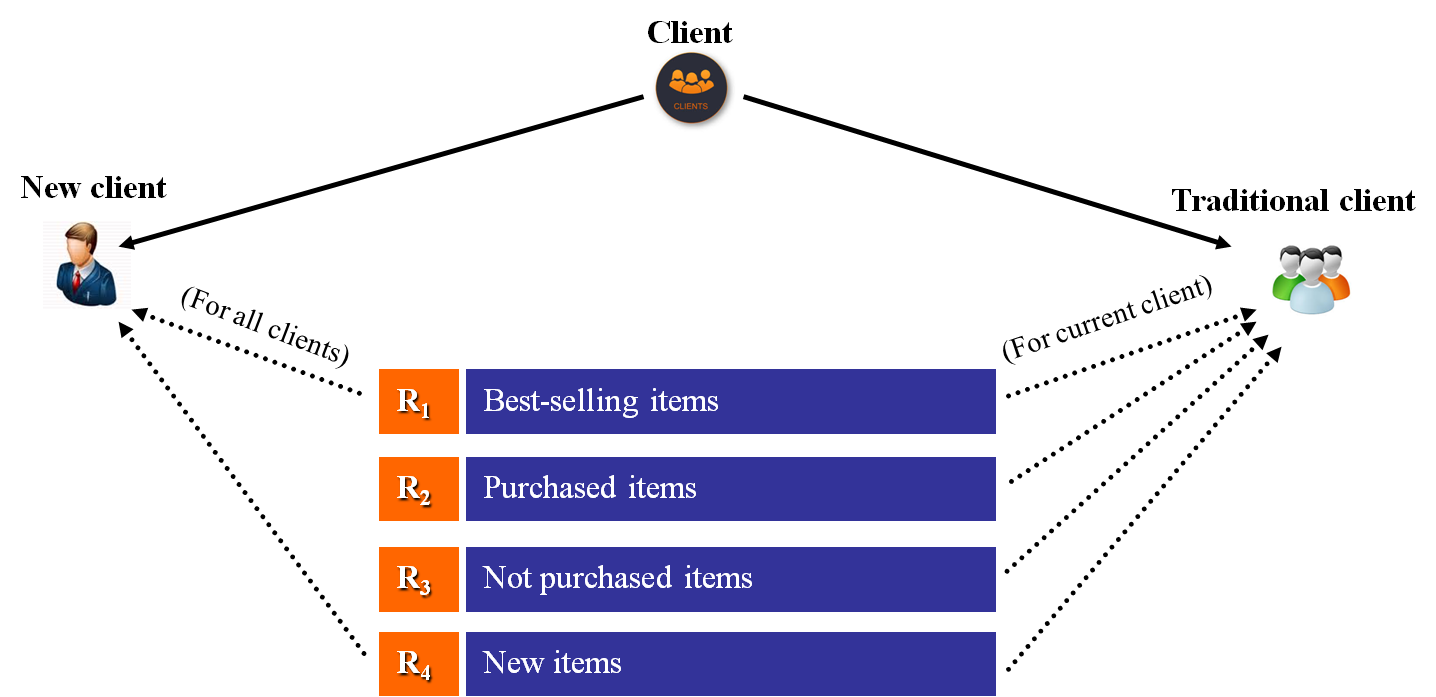 Client
CLIENTS
New client
Traditional client
(For all clients)
(For current client)
R1 Best-selling items
R2 Purchased items
R3 Not purchased items
R4 New items